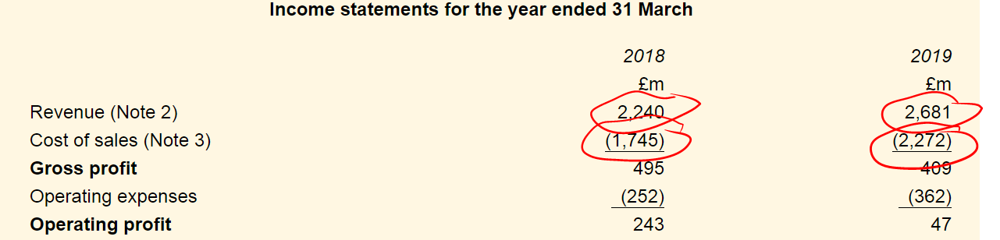 Income statements for the year ended 31 March
2018 2019
£m £m
Revenue (Note 2) 2,240 2,681
Cost of sales (Note 3) (1,745) (2,272)
Gross profit 495 409
Operating expenses (252) (362)
Operating profit 243 47